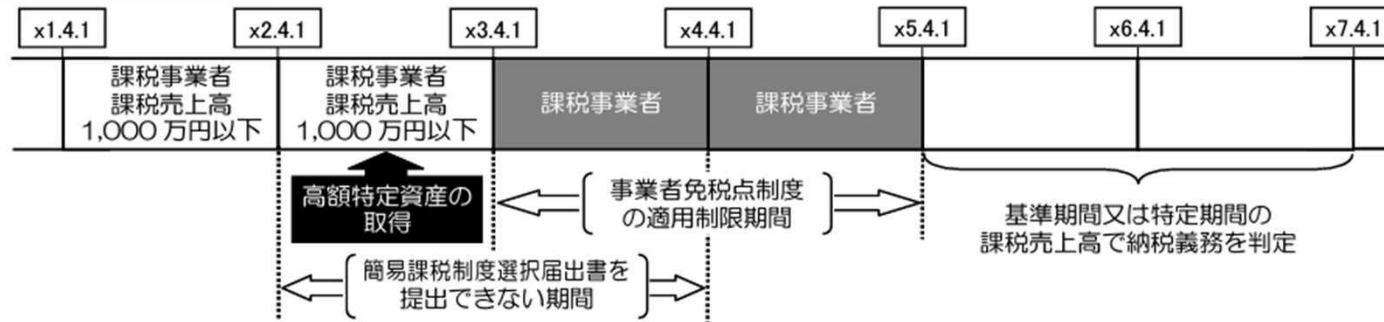 x1.4.1
x2.4.1
x3.4.1
x4.4.1
x5.4.1
x6.4.1
x7.4.1
課税事業者
課税売上高
1,000 万円以下
課税事業者
課税売上高
1,000 万円以下
課税事業者
課税事業者
高額特定資産の
取得
事業者免税点制度
の適用制限期間
基準期間又は特定期間の
課税売上高で納税義務を判定
簡易課税制度選択届出書を
提出できない期間